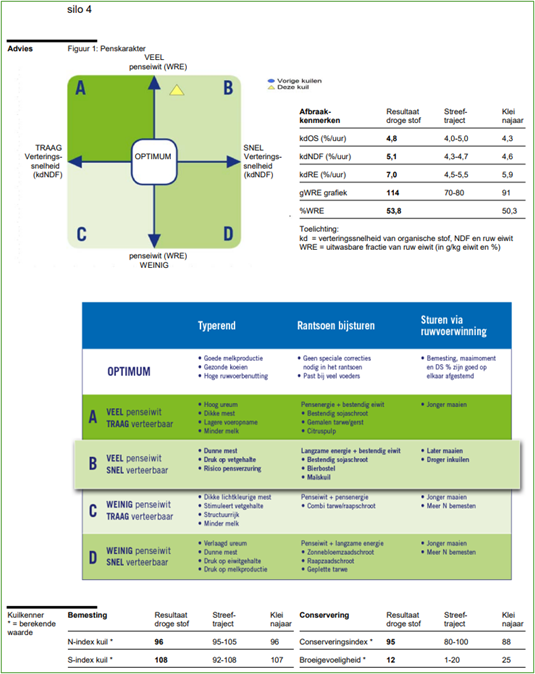 silo 4
Advies
Figuur 1: Penskarakter
VEEL
penseiwit (WRE)
Vorige kuilen
Deze kuil
A
B
TRAAG
Verterings-
snelheid
(kdNDF)
OPTIMUM
SNEL
Verterings-
snelheid
(kdNDF)
C
D
penseiwit (WRE)
WEINIG
Afbraak-
kenmerken
Resultaat
droge stof
Streef-
traject
Klei
najaar
kdOS (%/uur) 4,8 4,0-5,0 4,3
kdNDF (%/uur) 5,1 4,3-4,7 4,6
kdRE (%/uur) 7,0 4,5-5,5 5,9
gWRE grafiek 114 70-80 91
%WRE 53,8 50,3
Toelichting:
kd = verteringssnelheid van organische stof, NDF en ruw eiwit
WRE = uitwasbare fractie van ruw eiwit (in g/kg eiwit en %)
Typerend
Rantsoen bijsturen
Sturen via
ruwvoerwinning
OPTIMUM
• Goede melkproductie
• Gezonde koeien
• Hoge ruwvoerbenutting
• Geen speciale correcties
nodig in het rantsoen
• Past bij veel voeders
• Bemesting, maaimoment
en DS % zijn goed op
elkaar afgestemd
A
VEEL penseiwit
TRAAG verteerbaar
• Hoog ureum
• Dikke mest
• Lagere voeropname
• Minder melk
Pensenergie + bestendig eiwit
• Bestendig sojaschroot
• Gemalen tarwe/gerst
• Citruspulp
• Jonger maaien
B
VEEL penseiwit
SNEL verteerbaar
• Dunne mest
• Druk op vetgehalte
• Risico pensverzuring
Langzame energie + bestendig eiwit
• Bestendig sojaschroot
• Bierbostel
• Maïskuil
• Later maaien
• Droger inkuilen
C
WEINIG penseiwit
TRAAG verteerbaar
• Dikke lichtkleurige mest
• Stimuleert vetgehalte
• Structuurrijk
• Minder melk
Penseiwit + pensenergie
• Combi tarwe/raapschroot
• Jonger maaien
• Meer N bemesten
D
WEINIG penseiwit
SNEL verteerbaar
• Verlaagd ureum
• Dunne mest
• Druk op eiwitgehalte
• Druk op melkproductie
Penseiwit + langzame energie
• Zonnebloemzaadschroot
• Raapzaadschroot
• Geplette tarwe
• Jonger maaien
• Meer N bemesten
Kuilkenner
* = berekende
waarde
Bemesting
Resultaat
droge stof
Streef-
traject
Klei
najaar
N-index kuil * 96 95-105 96
S-index kuil * 108 92-108 107
Conservering
Resultaat
droge stof
Streef-
traject
Klei
najaar
Conserveringsindex * 95 80-100 88
Broeigevoeligheid * 12 1-20 25